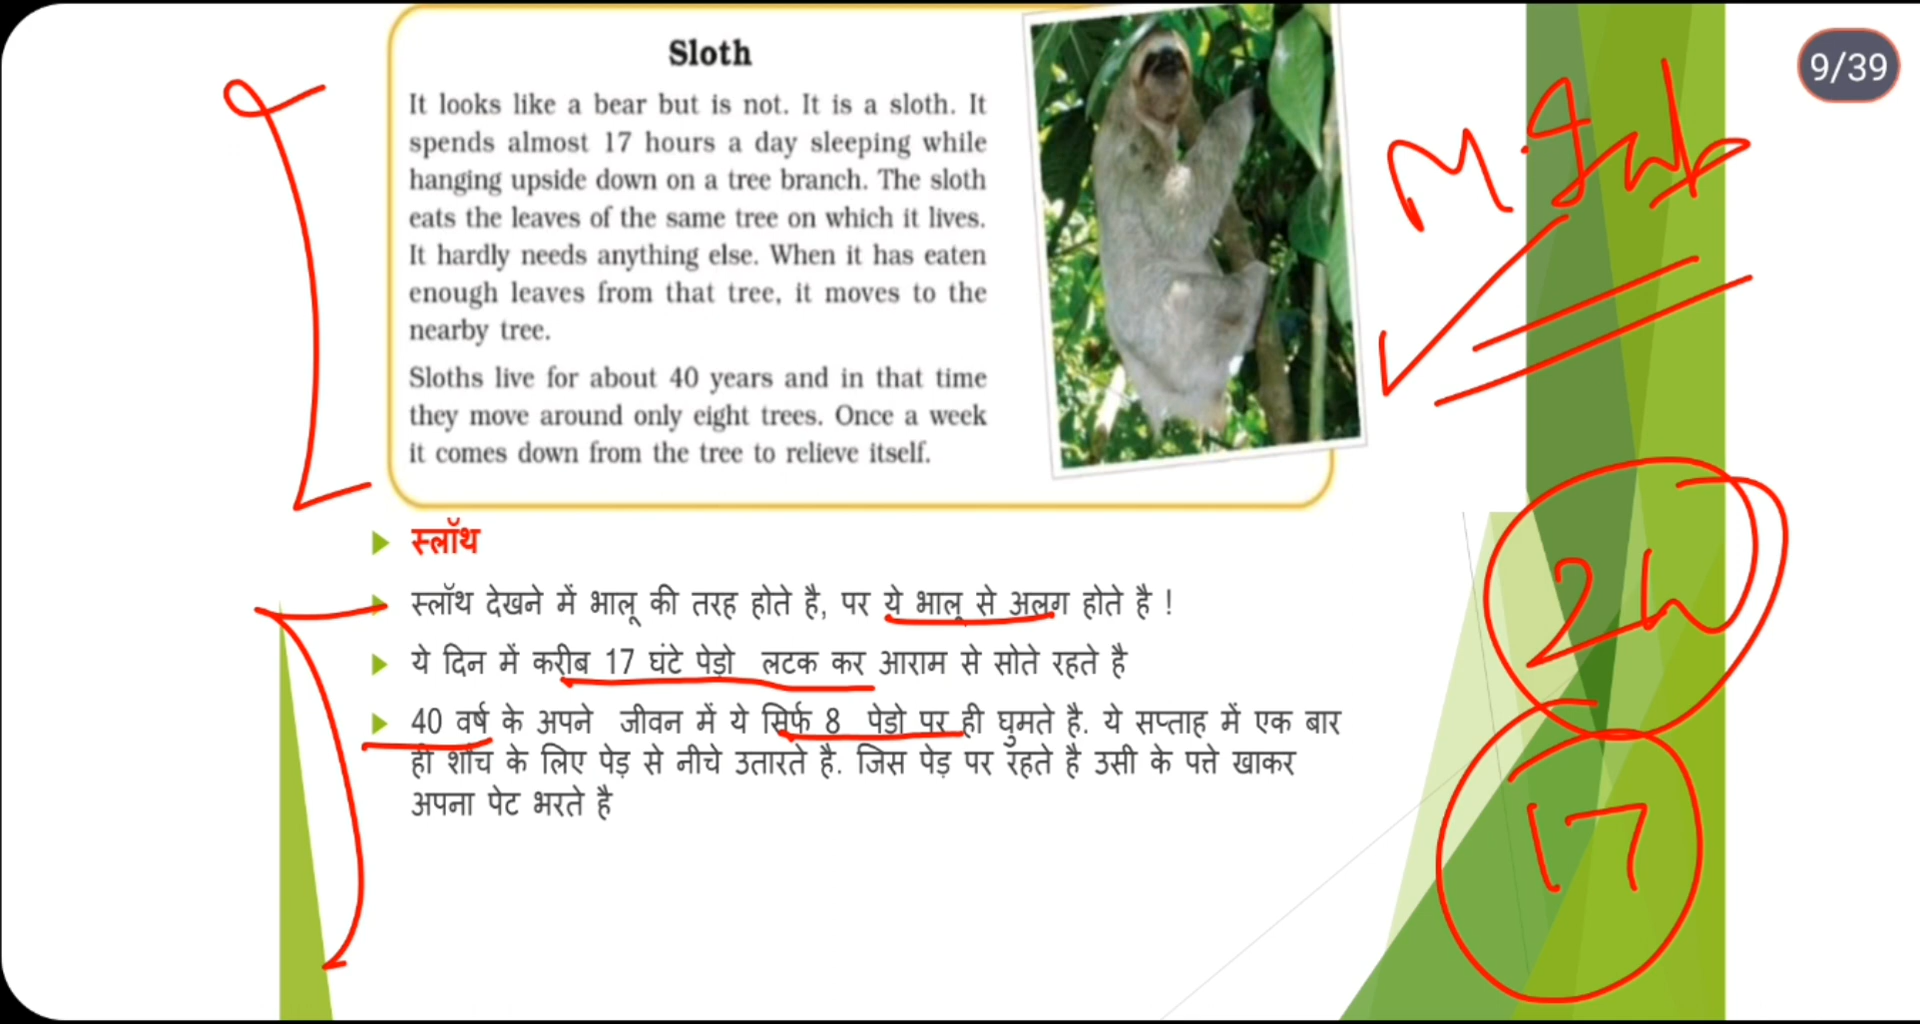 9/39
Sloth
It looks like a bear but is not. It is a sloth. It
spends almost 17 hours a day sleeping while
hanging upside down on a tree branch. The sloth
eats the leaves of the same tree on which it lives.
It hardly needs anything else. When it has eaten
enough leaves from that tree, it moves to the
nearby tree.
Sloths live for about 40 years and in that time
they move around only eight trees. Once a week
it comes down from the tree to relieve itself.
स्लॉथ
स्लॉथ देखने में भालू की तरह होते है, पर ये भालू से अलग होते है !
ये दिन में करीब 17 घंटे पेड़ो लटक कर आराम से सोते रहते है
40 वर्ष के अपने जीवन में ये सिर्फ 8 पेड़ो पर ही घुमते है. ये सप्ताह में एक बार
ही शौच के लिए पेड़ से नीचे उतारते है. जिस पेड़ पर रहते है उसी के पत्ते खाकर
अपना पेट भरते है
24
17